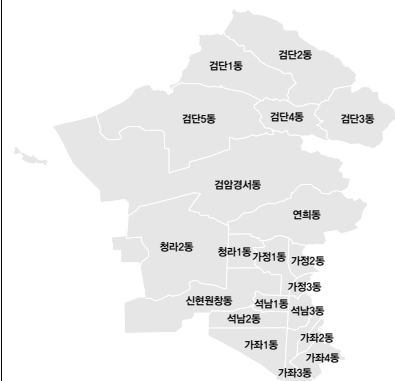 검단2동
검단1동
검단5동
검단4동
검단3동
검암경서동
연희동
청라2동
청라1동
가정1동
가정2동
가정3동
신현원창동
석남1동
석남3동
석남2동
가좌1동
가좌2동
가좌4동
가좌3동